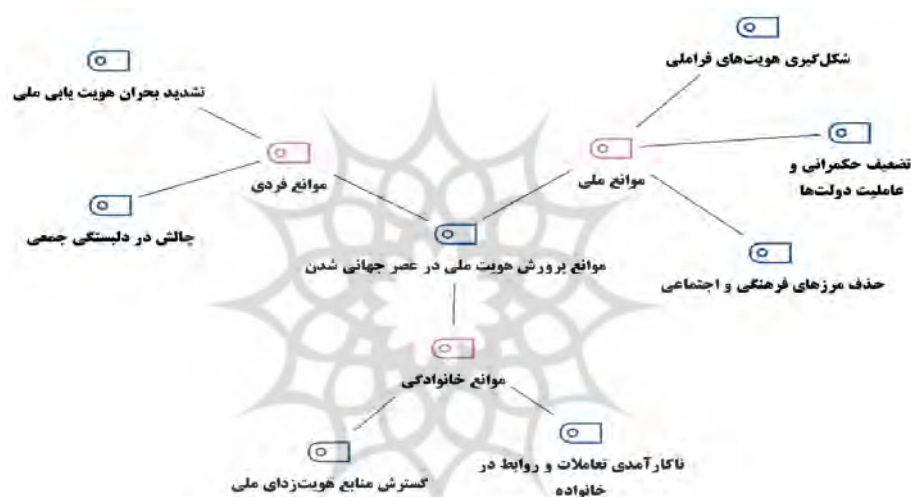 شکل‌گیری هویت‌های فراملی
تشدید بحران هویت یابی ملی
تضعیف حکمرانی و
عاملیت دولت‌ها
موانع ملی
موانع فردی
چالش در دلبستگی جمعی
موانع پرورش هویت ملی در عصر جهانی شدن
حذف مرزهای فرهنگی و اجتماعی
موانع خانوادگی
ناکارآمدی تعاملات و روابط در
خانواده
گسترش منابع هویت‌زدای ملی